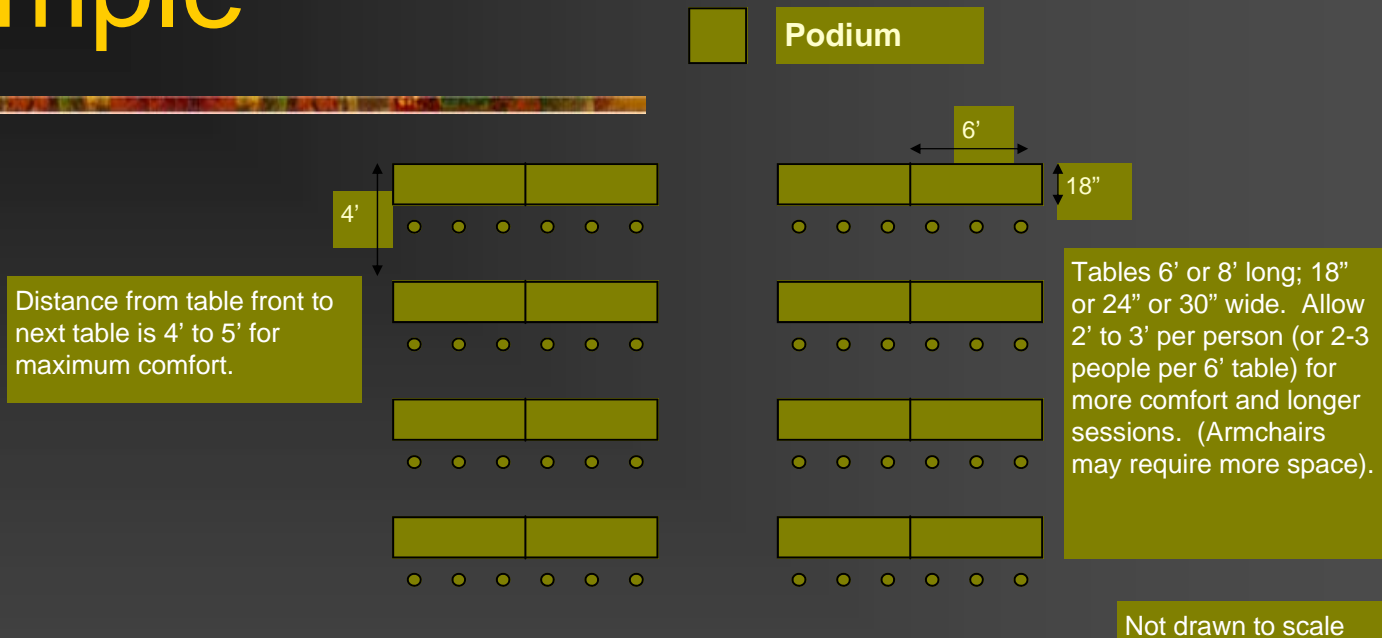 Podium
6’
18”
4’
Distance from table front to
next table is 4’ to 5’ for
maximum comfort.
Tables 6’ or 8’ long; 18”
or 24” or 30” wide.  Allow
2’ to 3’ per person (or 2-3
people per 6’ table) for
more comfort and longer
sessions.  (Armchairs
may require more space).
Not drawn to scale